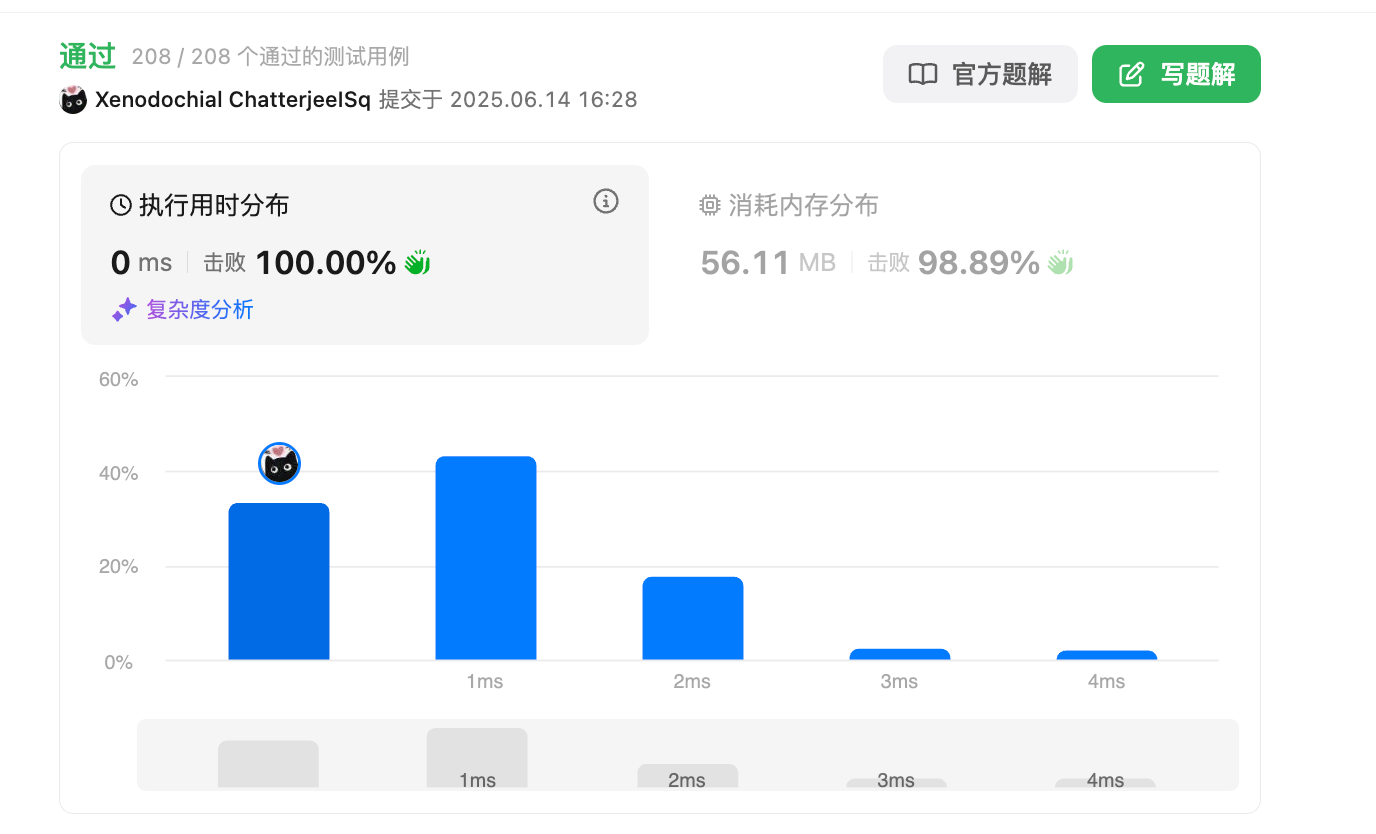 通过 208 / 208 个通过的测试用例
Xenodochial ChatterjeeISq 提交于 2025.06.14 16:28
官方题解
写题解
执行用时分布
0 ms 击败 100.00%
复杂度分析
消耗内存分布
56.11 MB 击败 98.89%
60%
40%
20%
0%
1ms 2ms 3ms 4ms
1ms 2ms 3ms 4ms